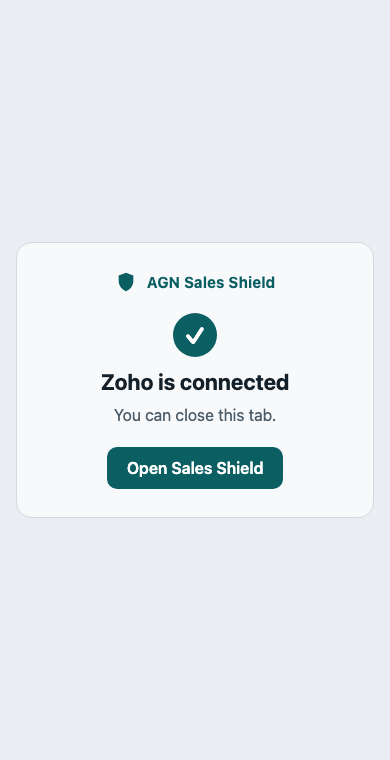 AGN Sales Shield
Zoho is connected
You can close this tab.
Open Sales Shield